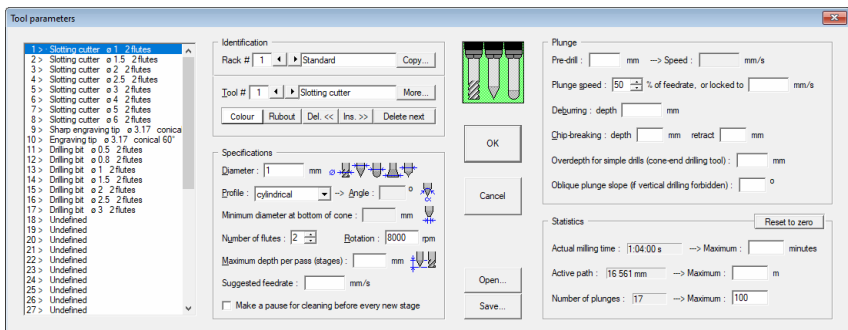 Tool parameters
1 > · Slotting cutter ø 1 2 flutes
2 > Slotting cutter ø 1.5 2 flutes
3 > Slotting cutter ø 2 2 flutes
4 > Slotting cutter ø 2.5 2 flutes
5 > Slotting cutter ø 3 2 flutes
6 > Slotting cutter ø 4 2 flutes
7 > Slotting cutter ø 5 2 flutes
8 > Slotting cutter ø 6 2 flutes
9 > Sharp engraving tip ø 3.17 conical
10 > Engraving tip ø 3.17 conical 60°
11 > Drilling bit ø 0.5 2 flutes
12 > Drilling bit ø 0.8 2 flutes
13 > Drilling bit ø 1 2 flutes
14 > Drilling bit ø 1.5 2 flutes
15 > Drilling bit ø 2 2 flutes
16 > Drilling bit ø 2.5 2 flutes
17 > Drilling bit ø 3 2 flutes
18 > Undefined
19 > Undefined
20 > Undefined
21 > Undefined
22 > Undefined
23 > Undefined
24 > Undefined
25 > Undefined
26 > Undefined
27 > Undefined
Identification
Rack # 1 Standard Copy...
Tool # 1 Slotting cutter More...
Colour Rubout Del. << Ins. >> Delete next
Specifications
Diameter : 1 mm ø
Profile : cylindrical --> Angle : ° α
Minimum diameter at bottom of cone : mm
Number of flutes : 2 Rotation : 8000 rpm
Maximum depth per pass (stages) : mm
Suggested feedrate : mm/s
Make a pause for cleaning before every new stage
OK
Cancel
Open...
Save...
Plunge
Pre-drill : mm --> Speed : mm/s
Plunge speed : 50 % of feedrate, or locked to mm/s
Deburring : depth mm
Chip-breaking : depth mm retract mm
Overdepth for simple drills (cone-end drilling tool) : mm
Oblique plunge slope (if vertical drilling forbidden) : °
Statistics
Reset to zero
Actual milling time : 1:04:00 s --> Maximum : minutes
Active path : 16 561 mm --> Maximum : m
Number of plunges : 17 --> Maximum : 100